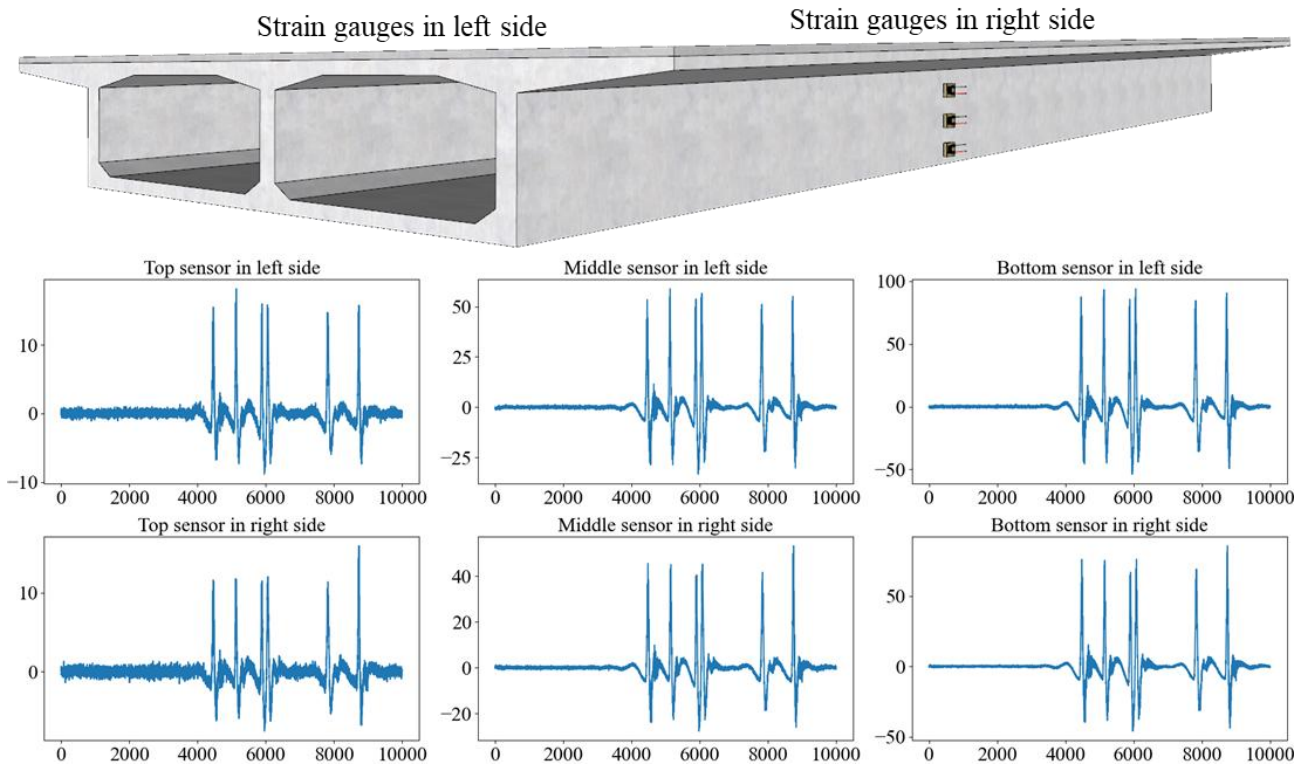 Strain gauges in left side
Strain gauges in right side
Top sensor in left side
Middle sensor in left side
Bottom sensor in left side
10
0
−10
0 2000 4000 6000 8000 10000
50
25
0
−25
0 2000 4000 6000 8000 10000
100
50
0
−50
0 2000 4000 6000 8000 10000
Top sensor in right side
Middle sensor in right side
Bottom sensor in right side
10
0
0 2000 4000 6000 8000 10000
40
20
0
−20
0 2000 4000 6000 8000 10000
50
0
−50
0 2000 4000 6000 8000 10000